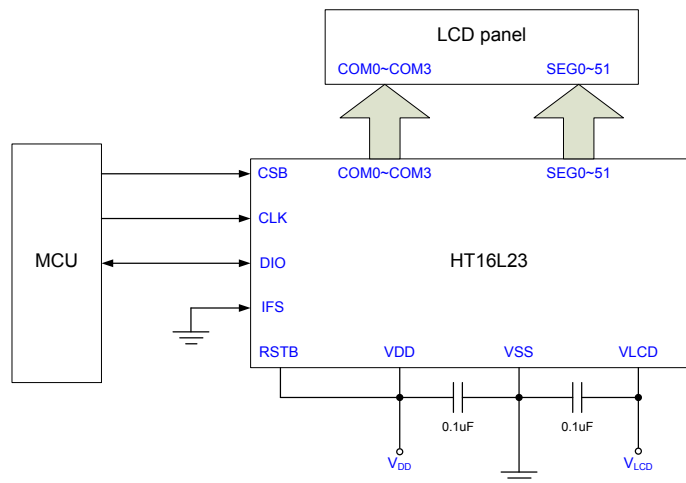 LCD panel
COM0~COM3 SEG0~51
CSB COM0~COM3 SEG0~51
CLK
MCU DIO HT16L23
IFS
RSTB VDD VSS VLCD
0.1uF 0.1uF
VDD VLCD